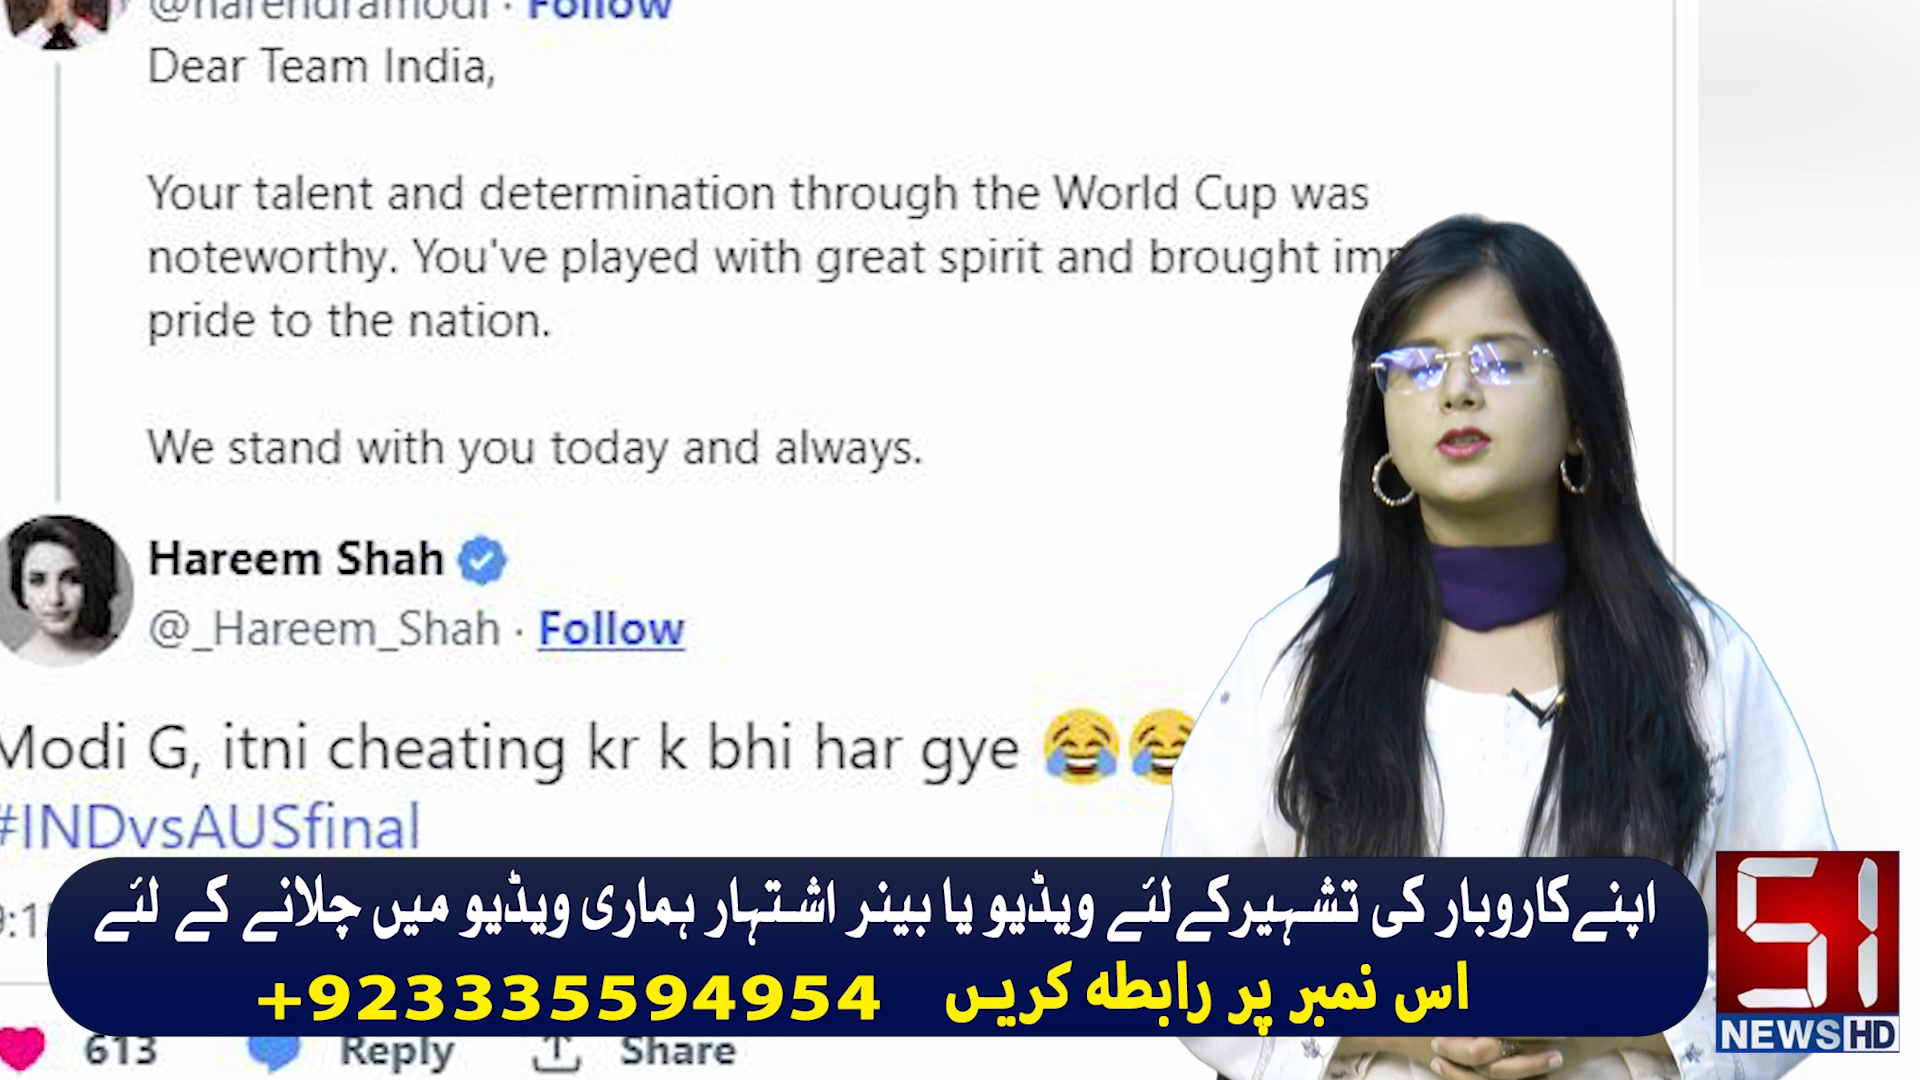 @narendramodi · Follow
Dear Team India,
Your talent and determination through the World Cup was
noteworthy. You've played with great spirit and brought
pride to the nation.
We stand with you today and always.
Hareem Shah
@_Hareem_Shah · Follow
Modi G, itni cheating kr k bhi har gye 😂😂
#INDvsAUSfinal
اپنے کاروبار کی تشہیر کے لئے ویڈیو یا بینر اشتہار ہماری ویڈیو میں چلانے کے لئے
اس نمبر پر رابطہ کریں +923335594954
613 Reply Share
51
NEWS HD